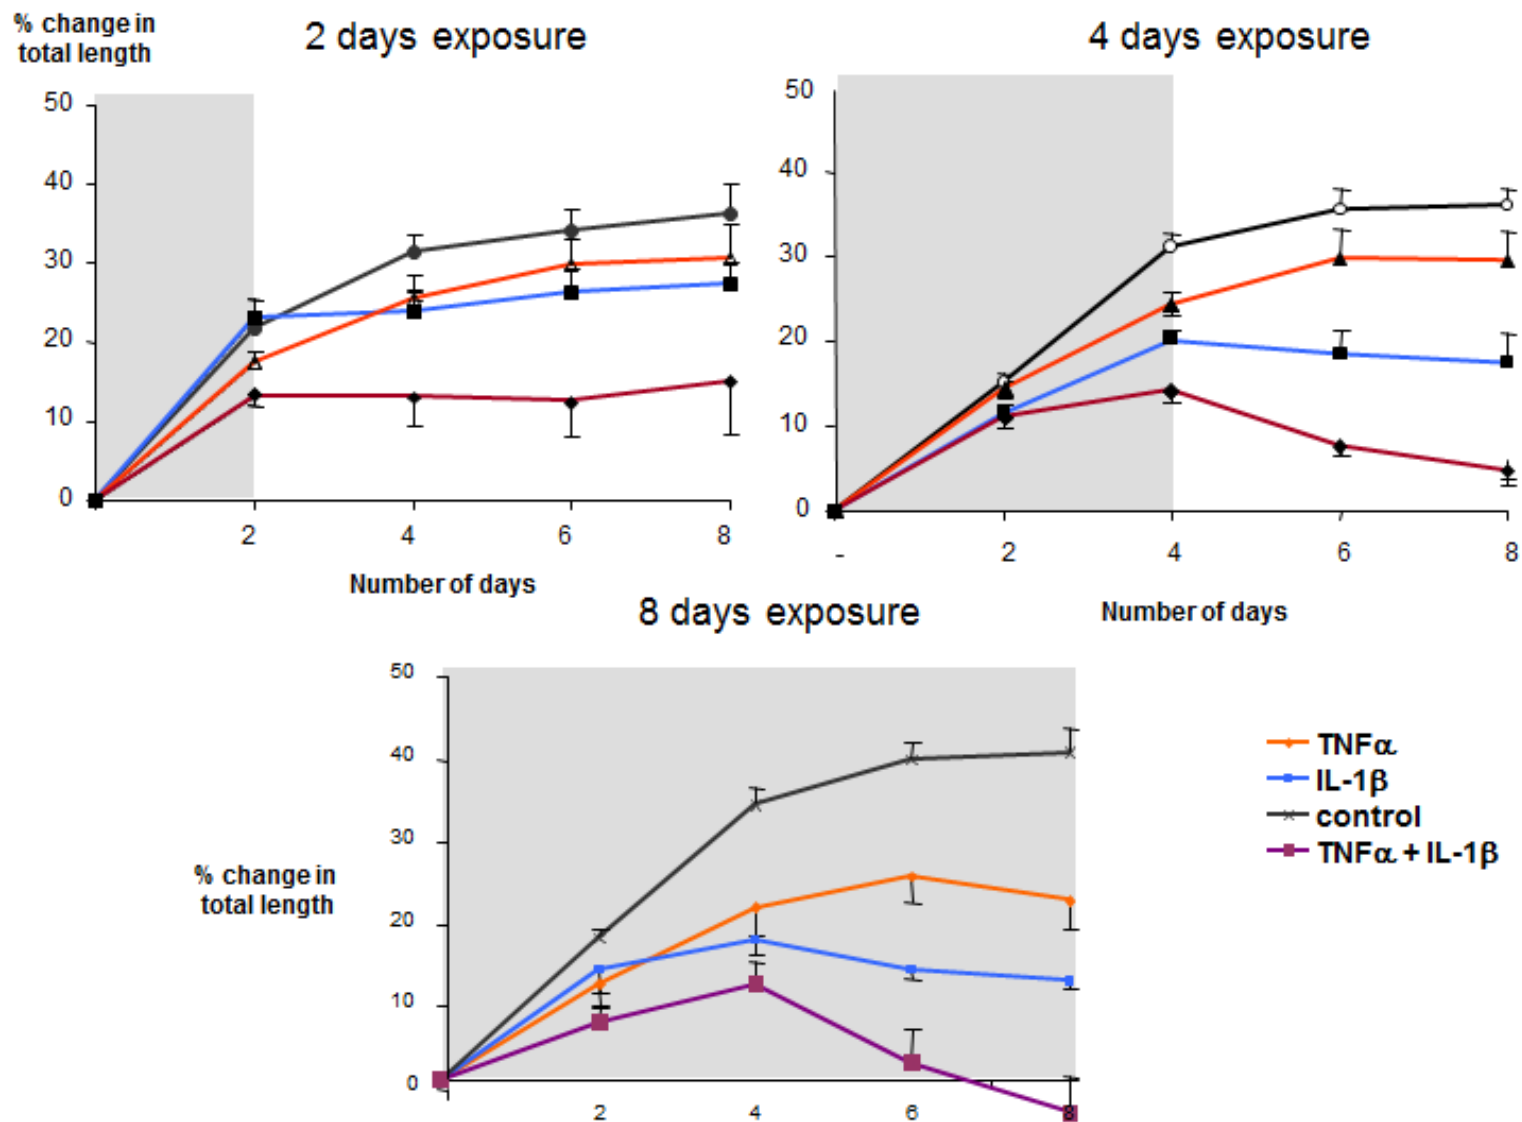 % change in
total length
2 days exposure
4 days exposure
50
40
30
20
10
0
2
4
6
8
Number of days
50
40
30
20
10
0
-
2
4
6
8
Number of days
8 days exposure
% change in
total length
50
40
30
20
10
0
2
4
6
8
TNFα
IL-1β
control
TNFα + IL-1β